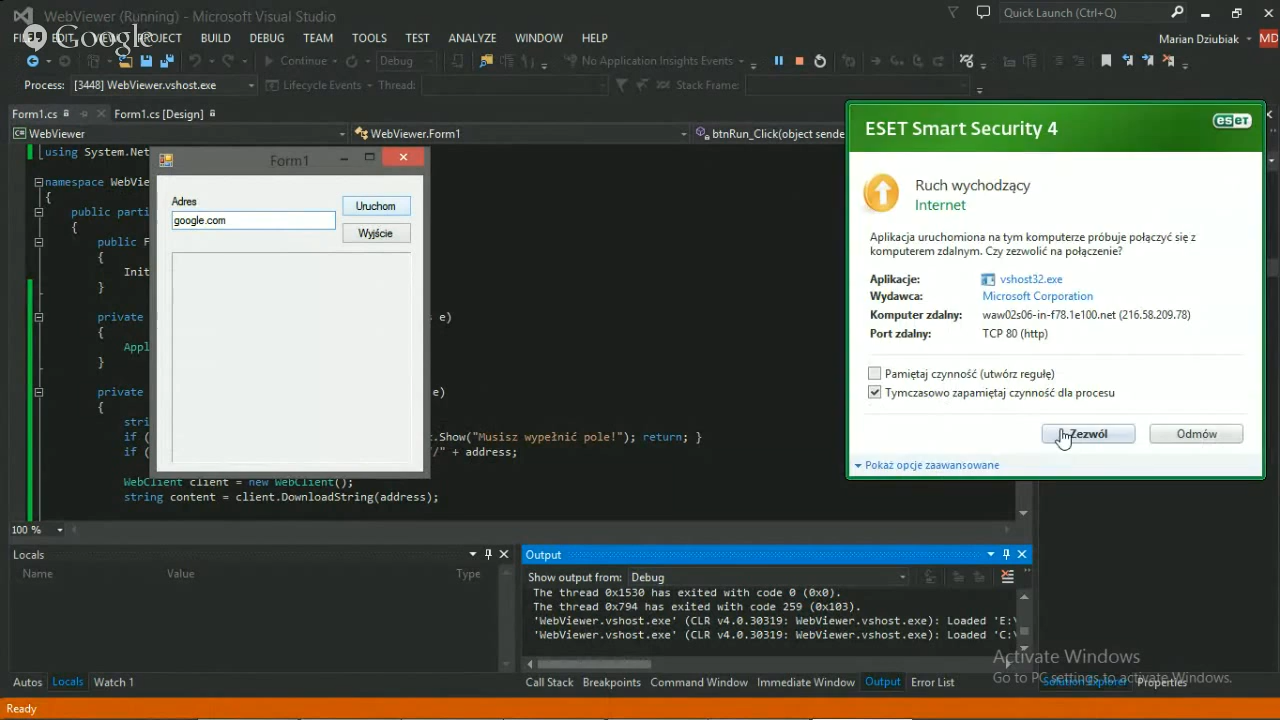 WebViewer (Running) - Microsoft Visual Studio
Quick Launch (Ctrl+Q)
Google
FILE EDIT PROJECT BUILD DEBUG TEAM TOOLS TEST ANALYZE WINDOW HELP
Marian Dziubiak MD
Continue Debug No Application Insights Events
Process: [3448] WebViewer.vshost.exe Lifecycle Events Thread: Stack Frame:
Form1.cs Form1.cs [Design]
WebViewer WebViewer.Form1 btnRun_Click(object sende
using System.Net
namespace WebVie
{
public parti
{
public F
{
Init
}
private s e)
{
Appl
}
private e)
{
stri
if ( .Show("Musisz wypełnić pole!"); return; }
if ( //" + address;
WebClient client = new WebClient();
string content = client.DownloadString(address);
100 %
Form1
Adres
google.com
Uruchom
Wyjście
ESET Smart Security 4
eset
Ruch wychodzący
Internet
Aplikacja uruchomiona na tym komputerze próbuje połączyć się z
komputerem zdalnym. Czy zezwolić na połączenie?
Aplikacje: vshost32.exe
Wydawca: Microsoft Corporation
Komputer zdalny: waw02s06-in-f78.1e100.net (216.58.209.78)
Port zdalny: TCP 80 (http)
Pamiętaj czynność (utwórz regułę)
Tymczasowo zapamiętaj czynność dla procesu
Zezwól Odmów
Pokaż opcje zaawansowane
Locals
Name Value Type
Output
Show output from: Debug
The thread 0x1530 has exited with code 0 (0x0).
The thread 0x794 has exited with code 259 (0x103).
'WebViewer.vshost.exe' (CLR v4.0.30319: WebViewer.vshost.exe): Loaded 'E:\
'WebViewer.vshost.exe' (CLR v4.0.30319: WebViewer.vshost.exe): Loaded 'C:\
Activate Windows
Go to PC settings to activate Windows.
Autos Locals Watch 1
Call Stack Breakpoints Command Window Immediate Window Output Error List
Solution Explorer Properties
Ready